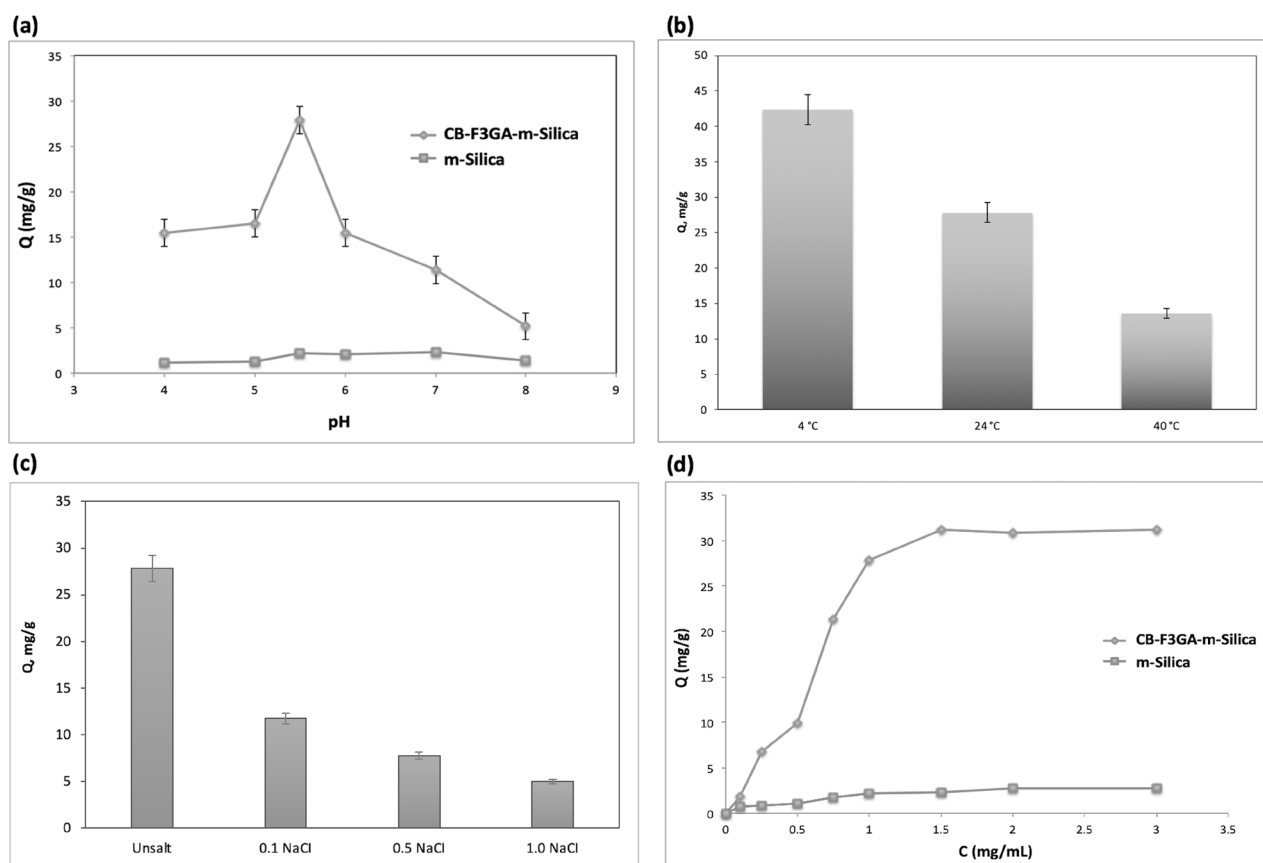 (a)
35
30
25
20
15
10
5
0
Q (mg/g)
3 4 5 6 7 8 9
pH
CB-F3GA-m-Silica
m-Silica
(b)
50
45
40
35
30
25
20
15
10
5
0
Q, mg/g
4 °C 24 °C 40 °C
(c)
35
30
25
20
15
10
5
0
Q, mg/g
Unsalt 0.1 NaCl 0.5 NaCl 1.0 NaCl
(d)
35
30
25
20
15
10
5
0
Q (mg/g)
0 0.5 1 1.5 2 2.5 3 3.5
C (mg/mL)
CB-F3GA-m-Silica
m-Silica